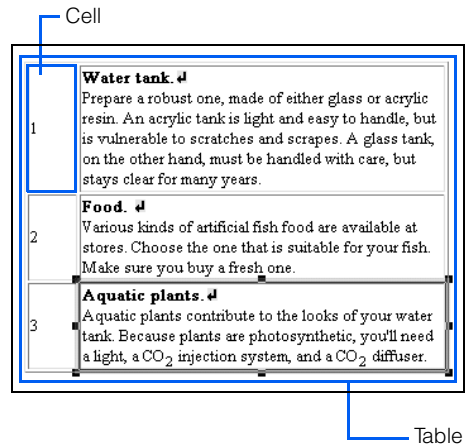 Cell
Water tank.↲
Prepare a robust one, made of either glass or acrylic
1 resin. An acrylic tank is light and easy to handle, but
is vulnerable to scratches and scrapes. A glass tank,
on the other hand, must be handled with care, but
stays clear for many years.
Food. ↲
2 Various kinds of artificial fish food are available at
stores. Choose the one that is suitable for your fish.
Make sure you buy a fresh one.
Aquatic plants.↲
3 Aquatic plants contribute to the looks of your water
tank. Because plants are photosynthetic, you'll need
a light, a CO2 injection system, and a CO2 diffuser.
Table